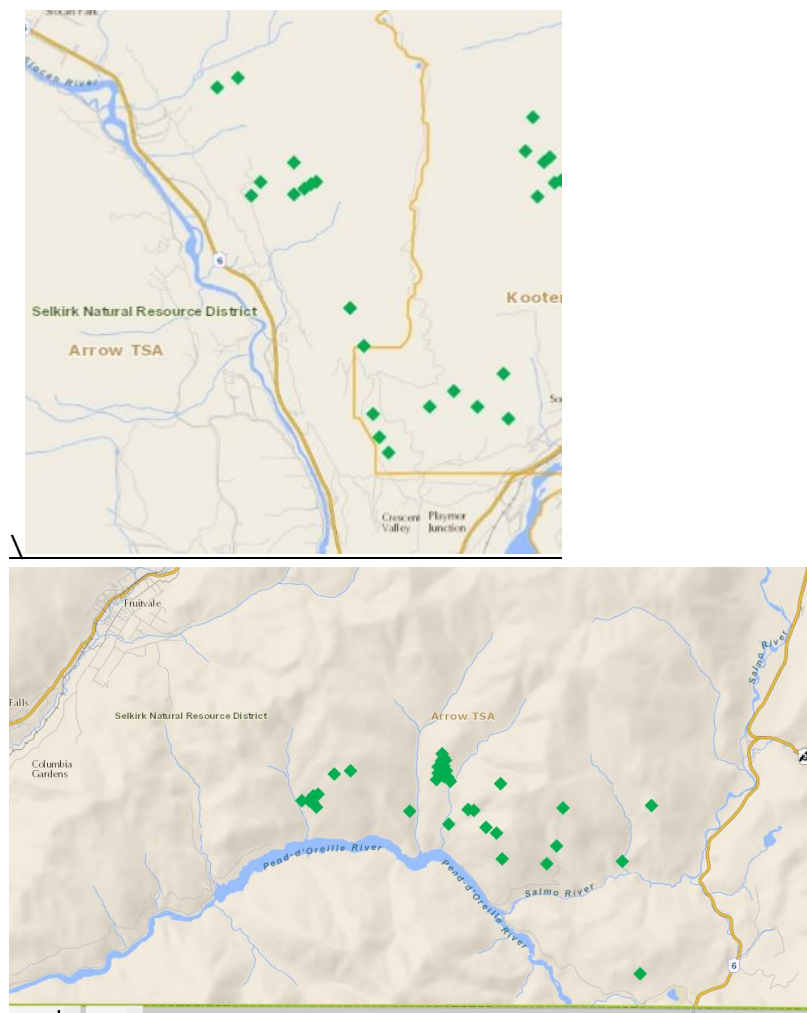 Slocan River
6
Selkirk Natural Resource District
Arrow TSA
Kooter
Crescent Playmor
Valley Junction
\
Fruitvale
Salmo River
Falls
Selkirk Natural Resource District
Arrow TSA
Columbia
Gardens
Pend-d'Oreille River
Pend-d'Oreille River
Salmo River
6